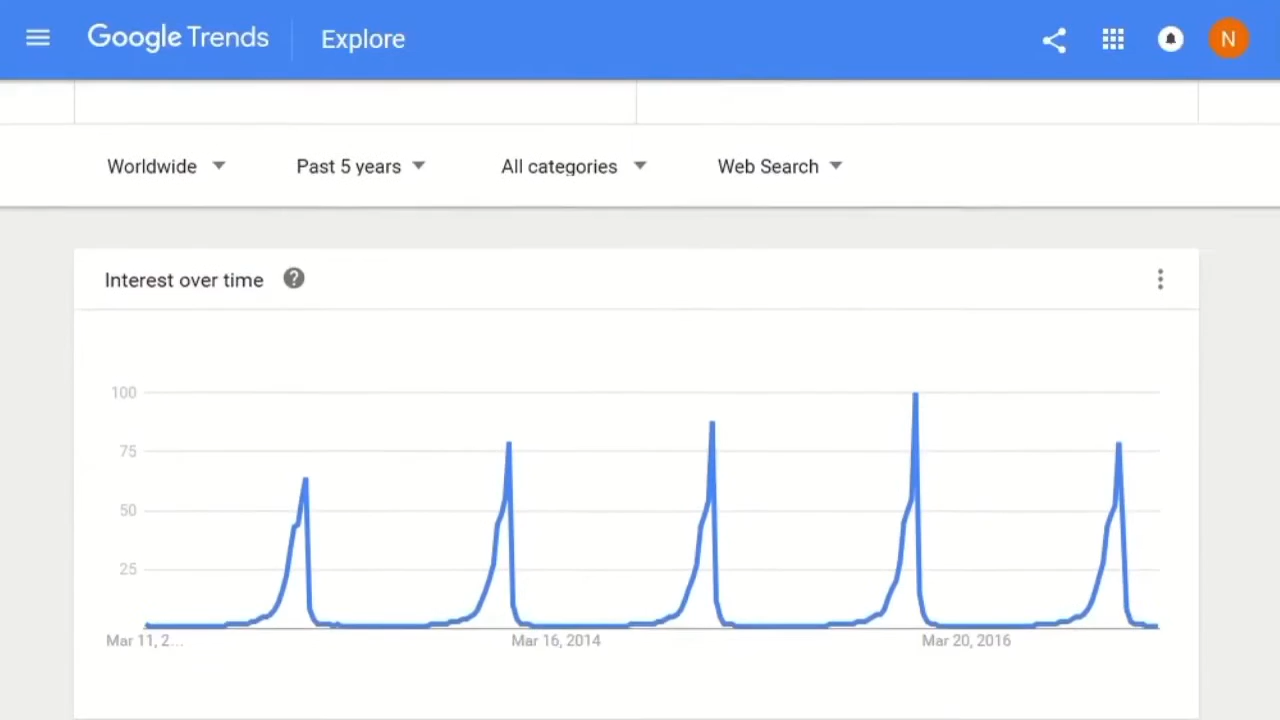 Google Trends Explore N
Worldwide Past 5 years All categories Web Search
Interest over time ?
100
75
50
25
Mar 11, 2... Mar 16, 2014 Mar 20, 2016